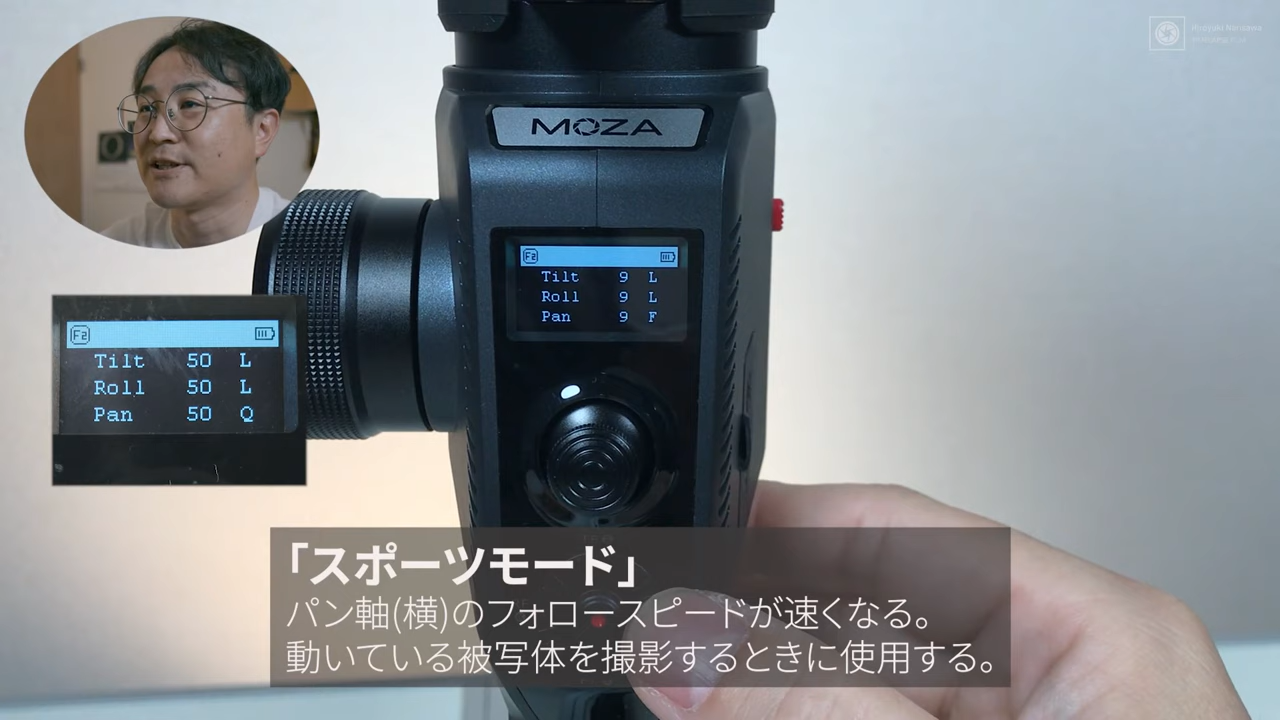 MOZA
F2
Tilt 9 L
Roll 9 L
Pan 9 F
F2
Tilt 50 L
Roll 50 L
Pan 50 Q
「スポーツモード」
パン軸(横)のフォロースピードが速くなる。
動いている被写体を撮影するときに使用する。